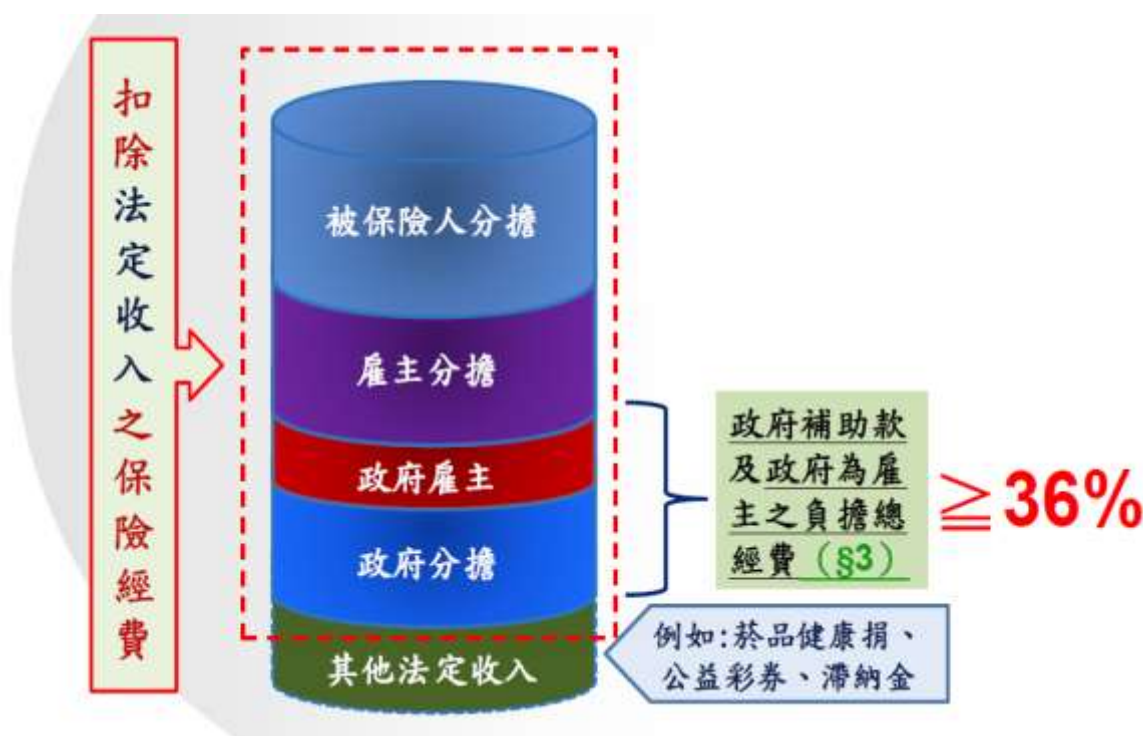 扣除法定收入之保險經費
被保險人分擔
雇主分擔
政府雇主
政府分擔
其他法定收入
政府補助款
及政府為雇
主之負擔總
經費（§3）
≧36%
例如:菸品健康捐、
公益彩券、滯納金